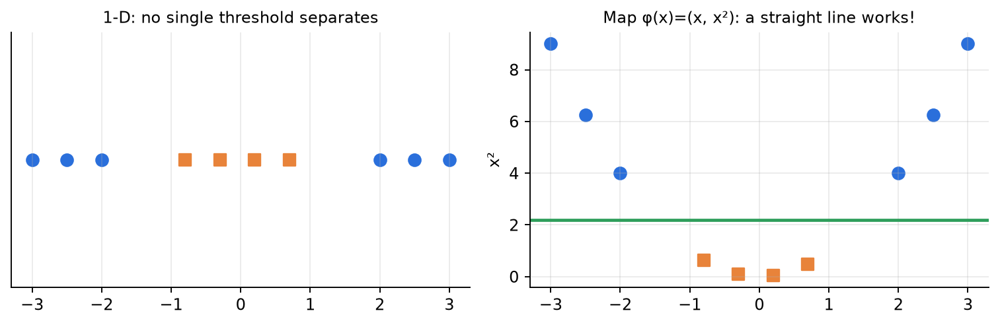 1-D: no single threshold separates
−3 −2 −1 0 1 2 3
Map φ(x)=(x, x²): a straight line works!
x²
8
6
4
2
0
−3 −2 −1 0 1 2 3